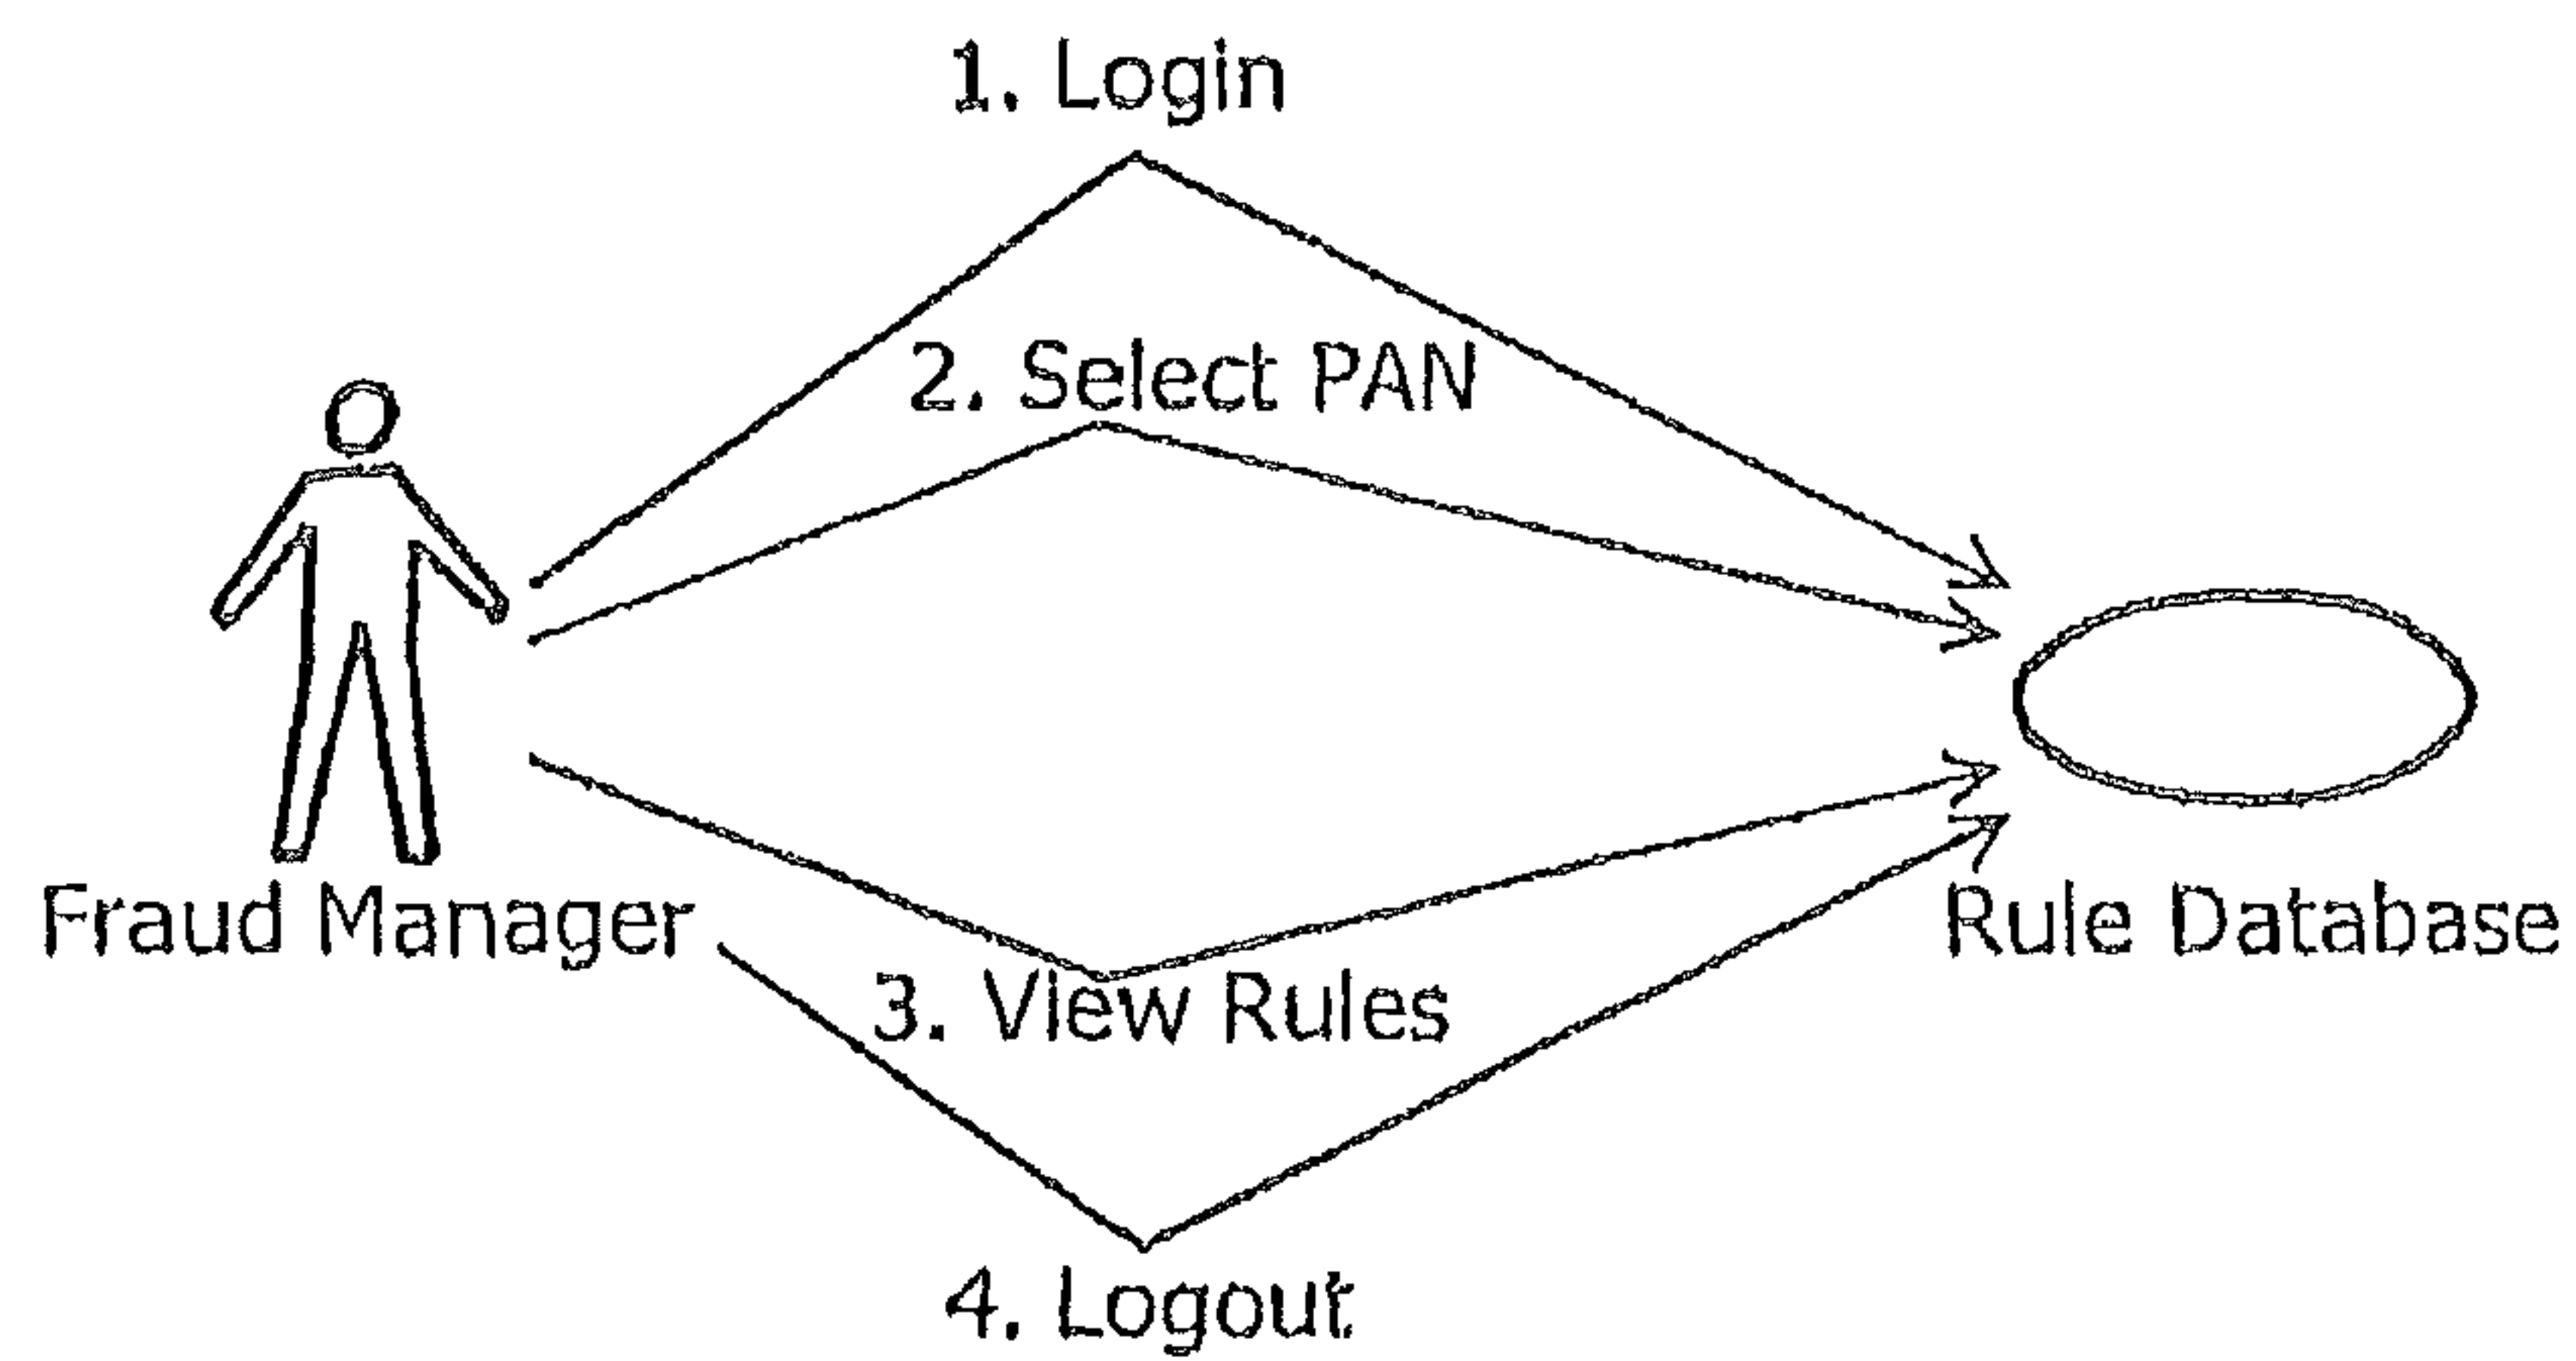 1. Login
2. Select PAN
Fraud Manager
Rule Database
3. View Rules
4. Logout